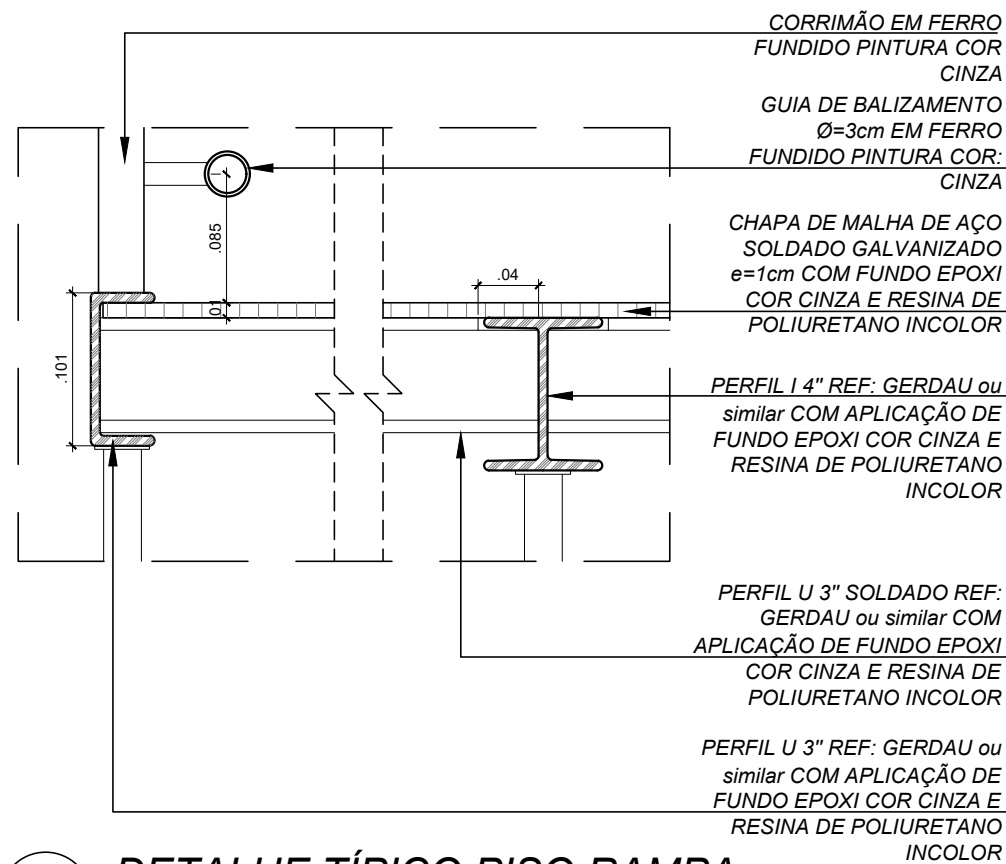 CORRIMÃO EM FERRO
FUNDIDO PINTURA COR
CINZA
GUIA DE BALIZAMENTO
Ø=3cm EM FERRO
FUNDIDO PINTURA COR:
CINZA
.085
CHAPA DE MALHA DE AÇO
SOLDADO GALVANIZADO
e=1cm COM FUNDO EPOXI
COR CINZA E RESINA DE
POLIURETANO INCOLOR
.04
.01
.101
PERFIL I 4" REF: GERDAU ou
similar COM APLICAÇÃO DE
FUNDO EPOXI COR CINZA E
RESINA DE POLIURETANO
INCOLOR
PERFIL U 3" SOLDADO REF:
GERDAU ou similar COM
APLICAÇÃO DE FUNDO EPOXI
COR CINZA E RESINA DE
POLIURETANO INCOLOR
PERFIL U 3" REF: GERDAU ou
similar COM APLICAÇÃO DE
FUNDO EPOXI COR CINZA E
RESINA DE POLIURETANO
INCOLOR
DETALHE TÍPICO PISO RAMPA